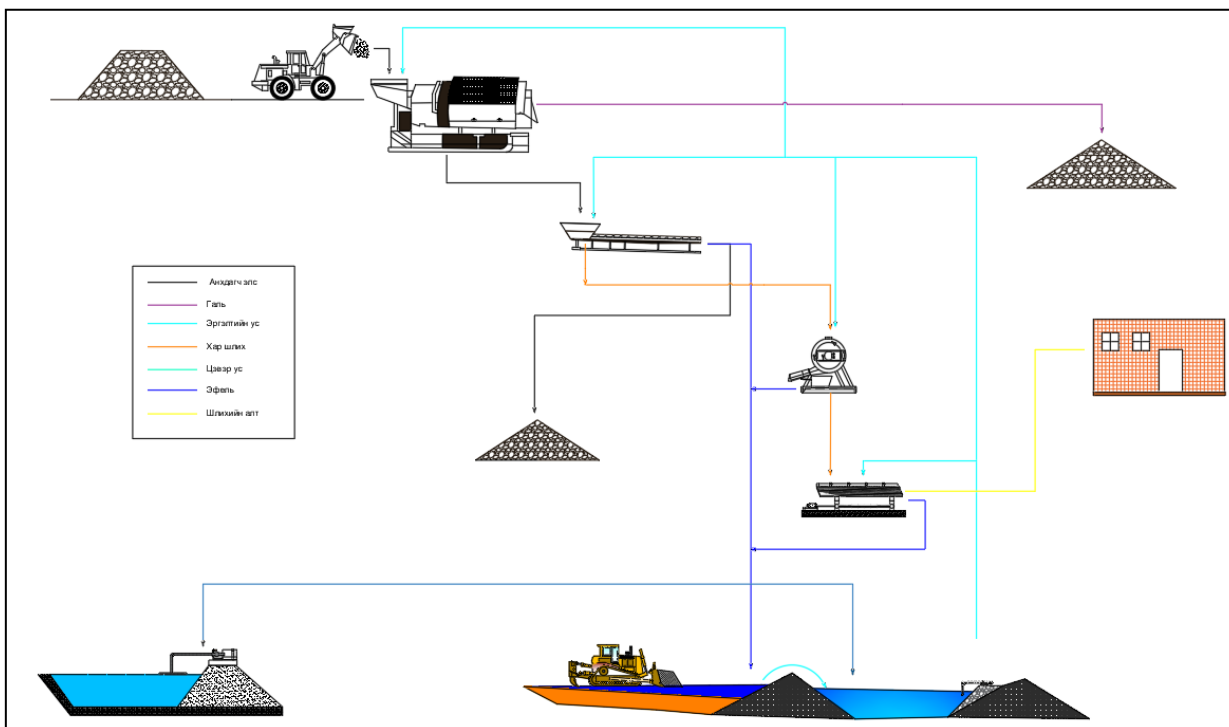 Анхдагч элс
Галь
Эргэлтийн ус
Хар шлих
Цэвэр ус
Эфель
Шлихийн алт